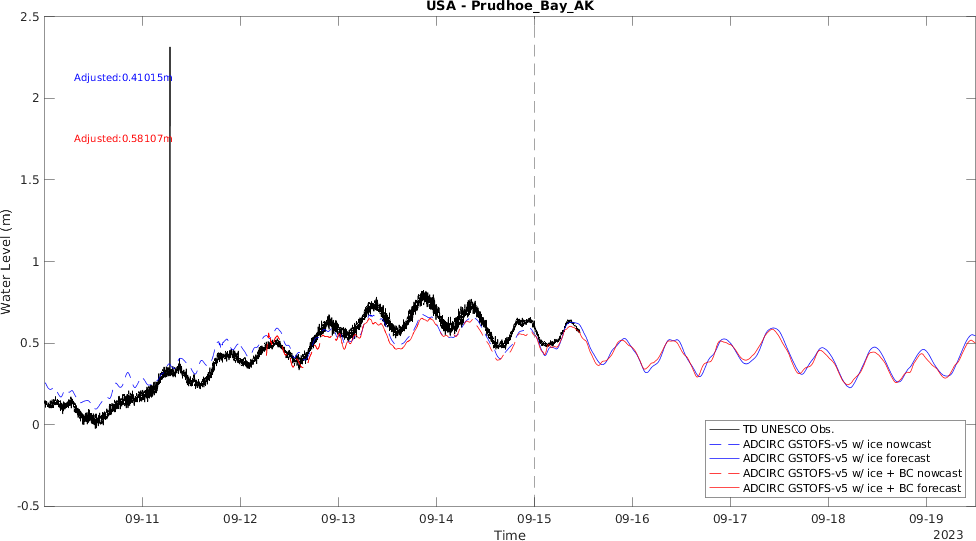 USA - Prudhoe_Bay_AK
2.5
Adjusted:0.41015m
2
Adjusted:0.58107m
1.5
1
Water Level (m)
0.5
0
-0.5
TD UNESCO Obs.
ADCIRC GSTOFS-v5 w/ ice nowcast
ADCIRC GSTOFS-v5 w/ ice forecast
ADCIRC GSTOFS-v5 w/ ice + BC nowcast
ADCIRC GSTOFS-v5 w/ ice + BC forecast
09-11 09-12 09-13 09-14 09-15 09-16 09-17 09-18 09-19
Time
2023